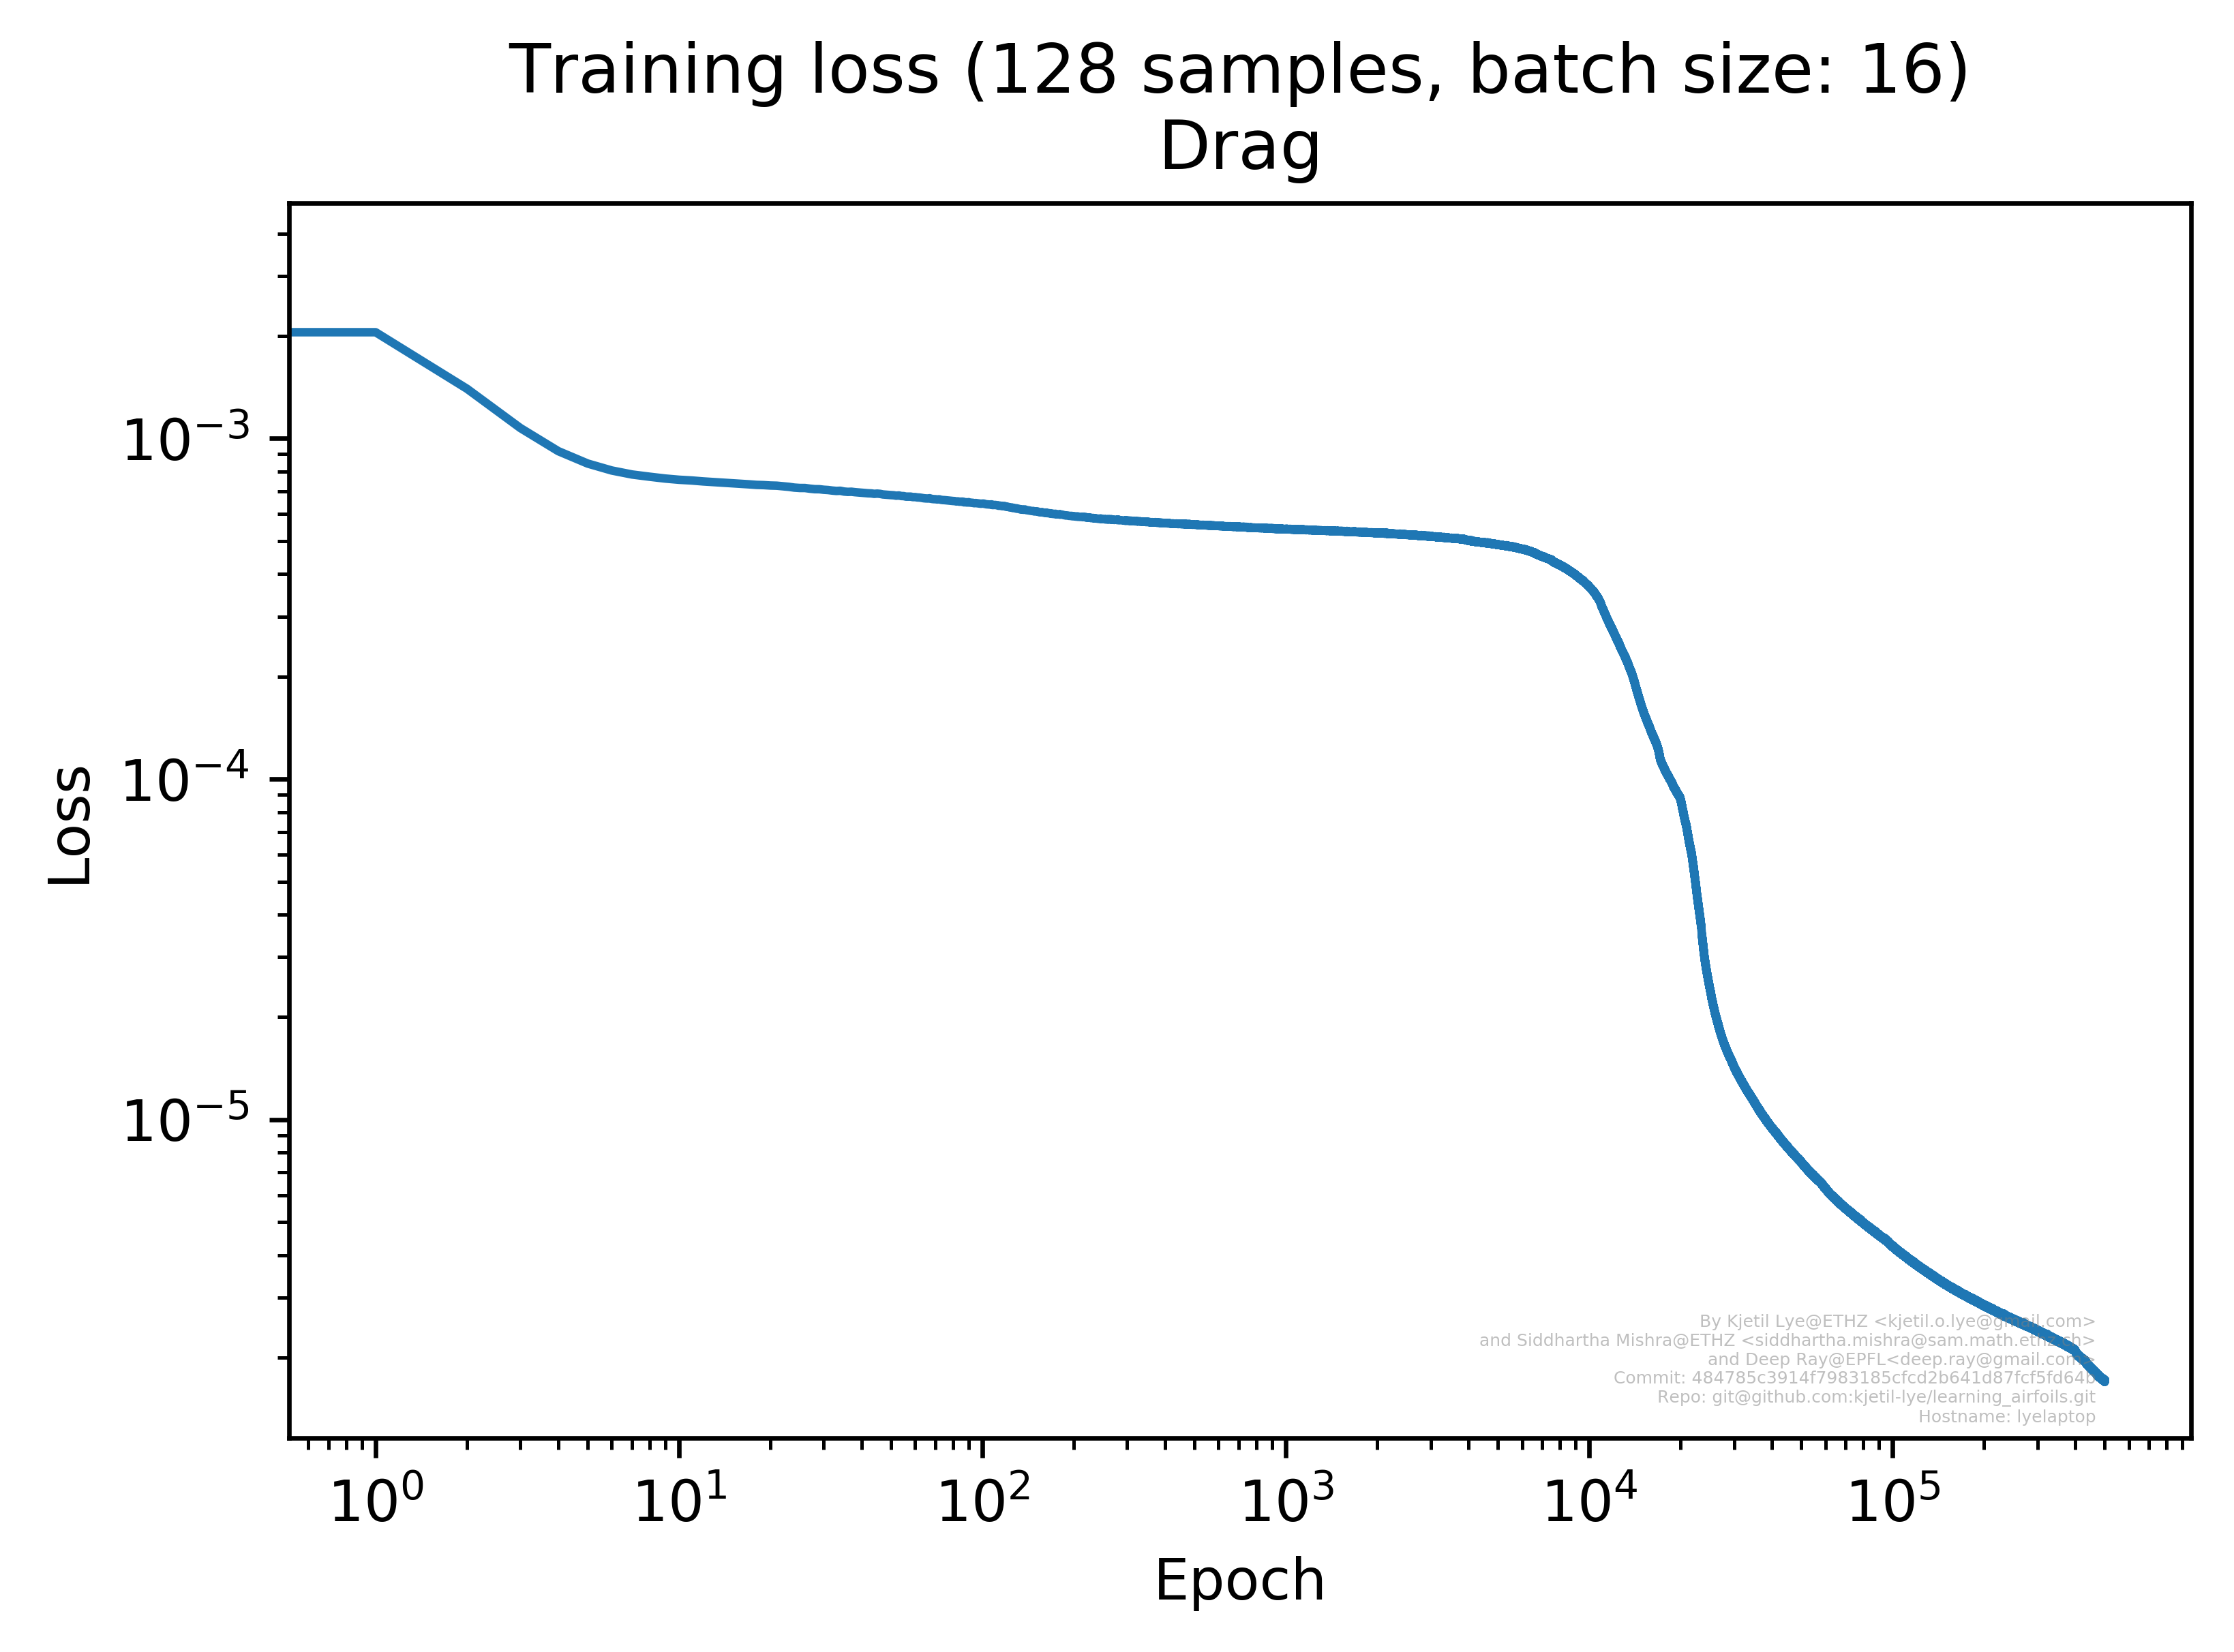 Training loss (128 samples, batch size: 16)
Drag
Loss
10⁻³
10⁻⁴
10⁻⁵
By Kjetil Lye@ETHZ <kjetil.o.lye@gmail.com>
and Siddhartha Mishra@ETHZ <siddhartha.mishra@sam.math.ethz.ch>
and Deep Ray@EPFL<deep.ray@gmail.com>
Commit: 484785c3914f7983185cfcd2b641d87fcf5fd64b
Repo: git@github.com:kjetil-lye/learning_airfoils.git
Hostname: lyelaptop
10⁰ 10¹ 10² 10³ 10⁴ 10⁵
Epoch